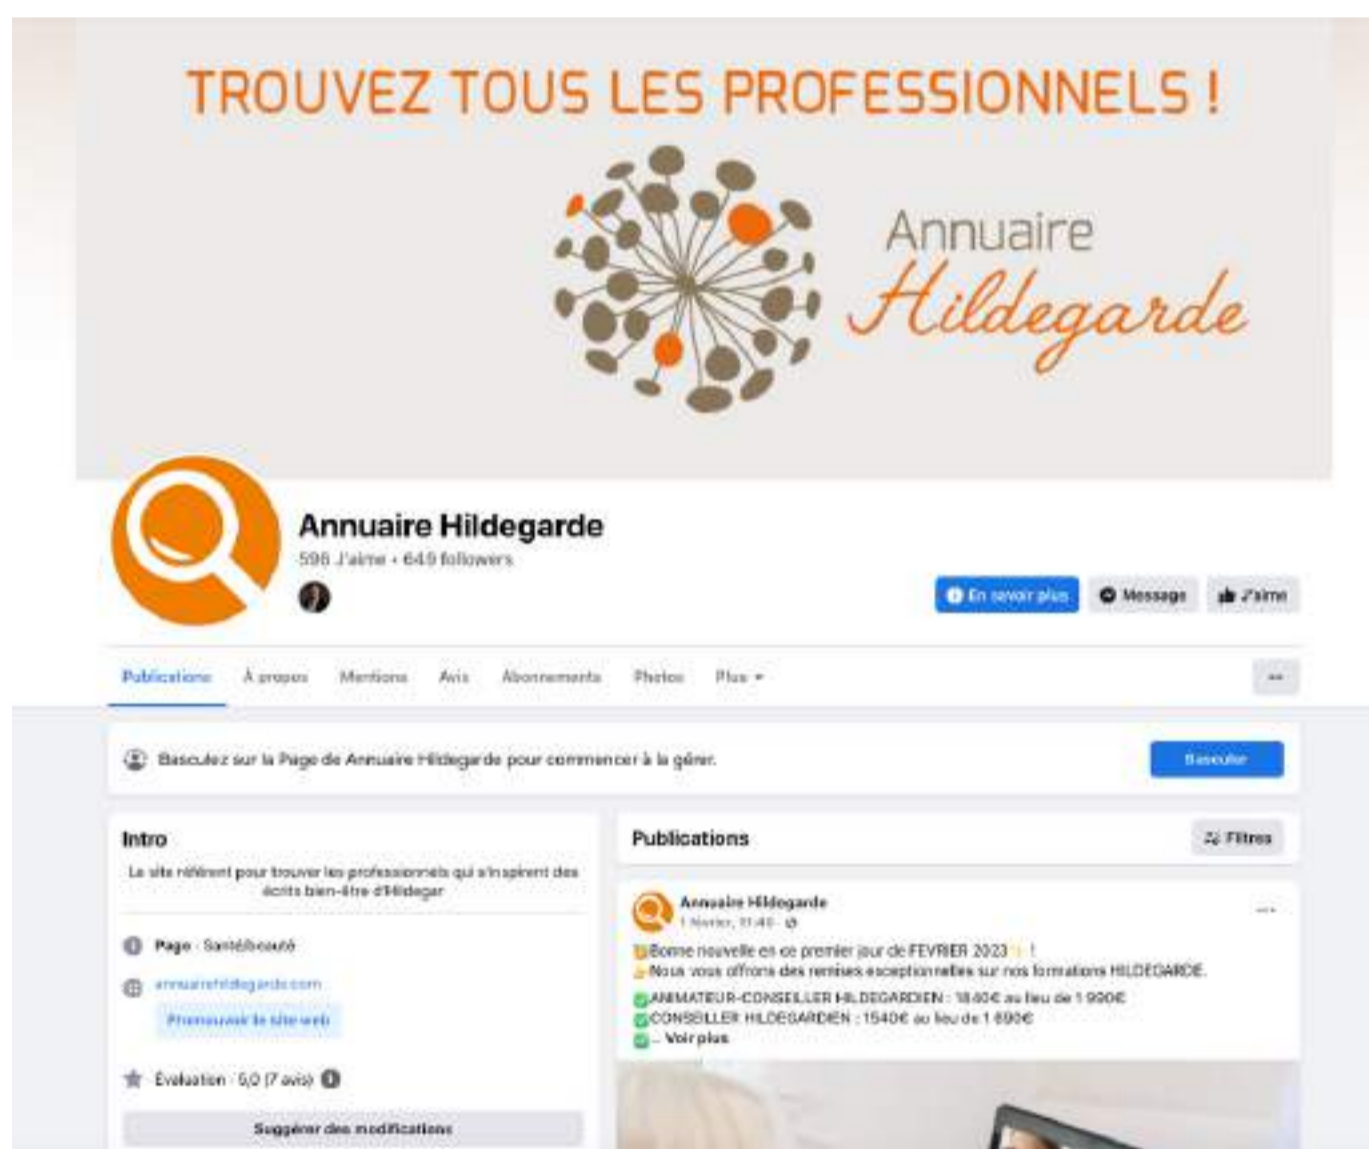 TROUVEZ TOUS LES PROFESSIONNELS !
Annuaire
Hildegarde
Annuaire Hildegarde
596 J'aime • 649 followers
En savoir plus
Message
J'aime
Publications
À propos
Mentions
Avis
Abonnements
Photos
Plus
Basculez sur la Page de Annuaire Hildegarde pour commencer à la gérer.
Basculer
Intro
Le site référent pour trouver les professionnels qui s'inspirent des
écrits bien-être d'Hildegar
Page · Santé/beauté
annuairehildegarde.com
Promouvoir le site web
Évaluation · 5,0 (7 avis)
Suggérer des modifications
Publications
Filtres
Annuaire Hildegarde
1 février, 11:40 ·
Bonne nouvelle en ce premier jour de FEVRIER 2023 !
Nous vous offrons des remises exceptionnelles sur nos formations HILDEGARDE.
ANIMATEUR-CONSEILLER HILDEGARDIEN : 1840€ au lieu de 1 990€
CONSEILLER HILDEGARDIEN : 1540€ au lieu de 1 690€
... Voir plus